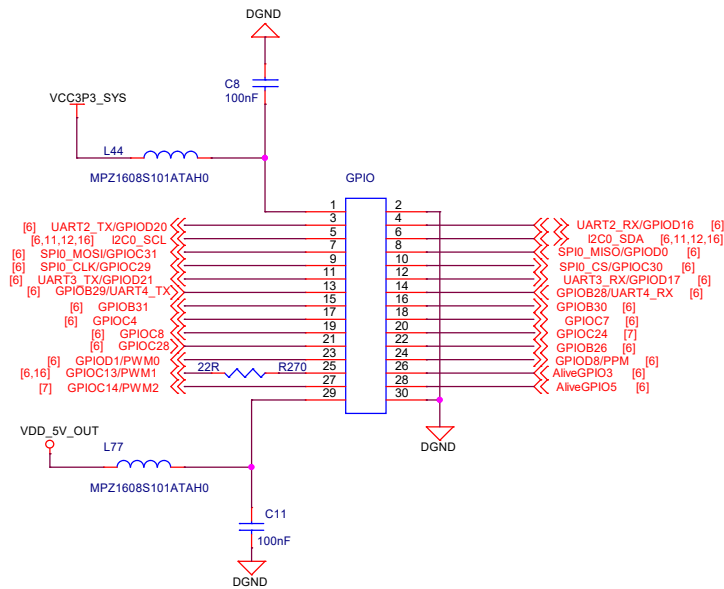 DGND
C8
100nF
VCC3P3_SYS
L44
MPZ1608S101ATAH0
GPIO
1 2
[6] UART2_TX/GPIOD20 3 4 UART2_RX/GPIOD16 [6]
[6,11,12,16] I2C0_SCL 5 6 I2C0_SDA [6,11,12,16]
[6] SPI0_MOSI/GPIOC31 7 8 SPI0_MISO/GPIOD0 [6]
[6] SPI0_CLK/GPIOC29 9 10 SPI0_CS/GPIOC30 [6]
[6] UART3_TX/GPIOD21 11 12 UART3_RX/GPIOD17 [6]
[6] GPIOB29/UART4_TX 13 14 GPIOB28/UART4_RX [6]
[6] GPIOB31 15 16 GPIOB30 [6]
[6] GPIOC4 17 18 GPIOC7 [6]
[6] GPIOC8 19 20 GPIOC24 [7]
[6] GPIOC28 21 22 GPIOB26 [6]
[6] GPIOD1/PWM0 23 24 GPIOD8/PPM [6]
[6,16] GPIOC13/PWM1 22R R270 25 26 AliveGPIO3 [6]
[7] GPIOC14/PWM2 27 28 AliveGPIO5 [6]
29 30
VDD_5V_OUT
DGND
L77
MPZ1608S101ATAH0
C11
100nF
DGND